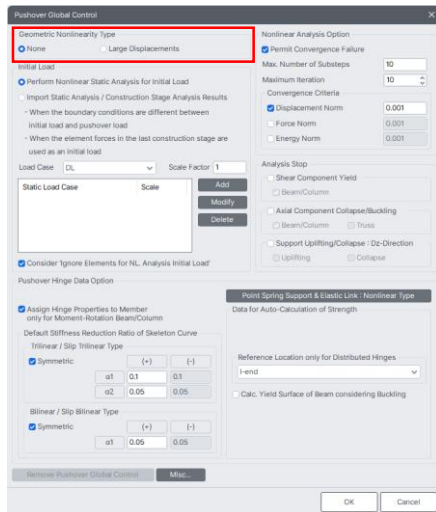 Pushover Global Control
Geometric Nonlinearity Type
None
Large Displacements
Initial Load
Perform Nonlinear Static Analysis for Initial Load
Import Static Analysis / Construction Stage Analysis Results
- When the boundary conditions are different between
initial load and pushover load
- When the element forces in the last construction stage are
used as an initial load
Load Case DL Scale Factor 1
Static Load Case Scale
Add
Modify
Delete
Consider 'Ignore Elements for NL. Analysis Initial Load'
Nonlinear Analysis Option
Permit Convergence Failure
Max. Number of Substeps 10
Maximum Iteration 10
Convergence Criteria
Displacement Norm 0.001
Force Norm 0.001
Energy Norm 0.001
Analysis Stop
Shear Component Yield
Beam/Column
Axial Component Collapse/Buckling
Beam/Column Truss
Support Uplifting/Collapse : Dz-Direction
Uplifting Collapse
Pushover Hinge Data Option
Assign Hinge Properties to Member
only for Moment-Rotation Beam/Column
Default Stiffness Reduction Ratio of Skeleton Curve
Trilinear / Slip Trilinear Type
Symmetric (+) (-)
α1 0.1 0.1
α2 0.05 0.05
Bilinear / Slip Bilinear Type
Symmetric (+) (-)
α1 0.05 0.05
Point Spring Support & Elastic Link : Nonlinear Type
Data for Auto-Calculation of Strength
Reference Location only for Distributed Hinges
I-end
Calc. Yield Surface of Beam considering Buckling
Remove Pushover Global Control
Misc...
OK
Cancel